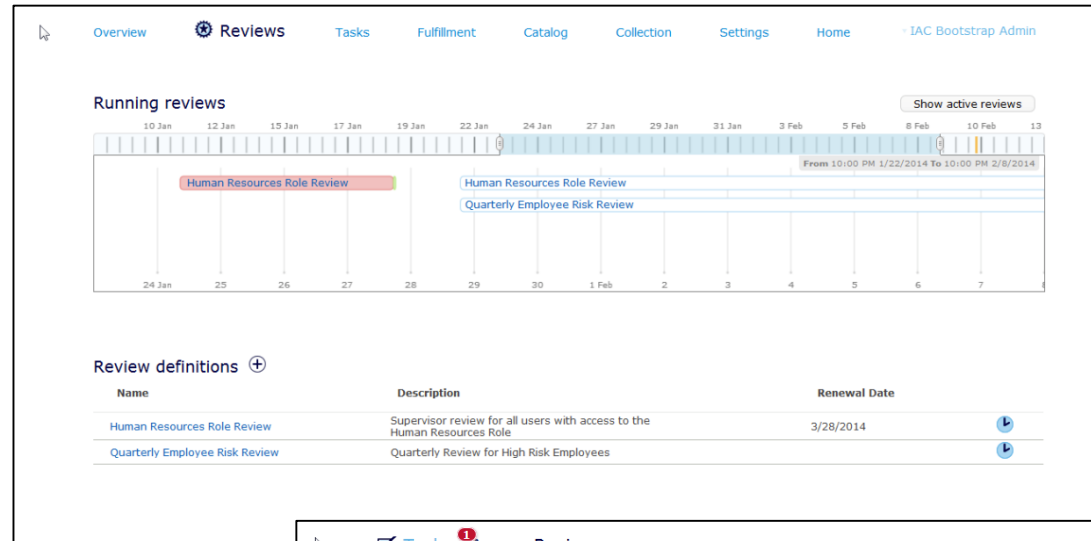 Overview Reviews Tasks Fulfillment Catalog Collection Settings Home IAC Bootstrap Admin
Running reviews Show active reviews
10 Jan 12 Jan 15 Jan 17 Jan 19 Jan 22 Jan 24 Jan 27 Jan 29 Jan 31 Jan 3 Feb 5 Feb 8 Feb 10 Feb 13
From 10:00 PM 1/22/2014 To 10:00 PM 2/8/2014
Human Resources Role Review Human Resources Role Review
Quarterly Employee Risk Review
24 Jan 25 26 27 28 29 30 1 Feb 2 3 4 5 6 7
Review definitions
Name Description Renewal Date
Human Resources Role Review Supervisor review for all users with access to the Human Resources Role 3/28/2014
Quarterly Employee Risk Review Quarterly Review for High Risk Employees
1